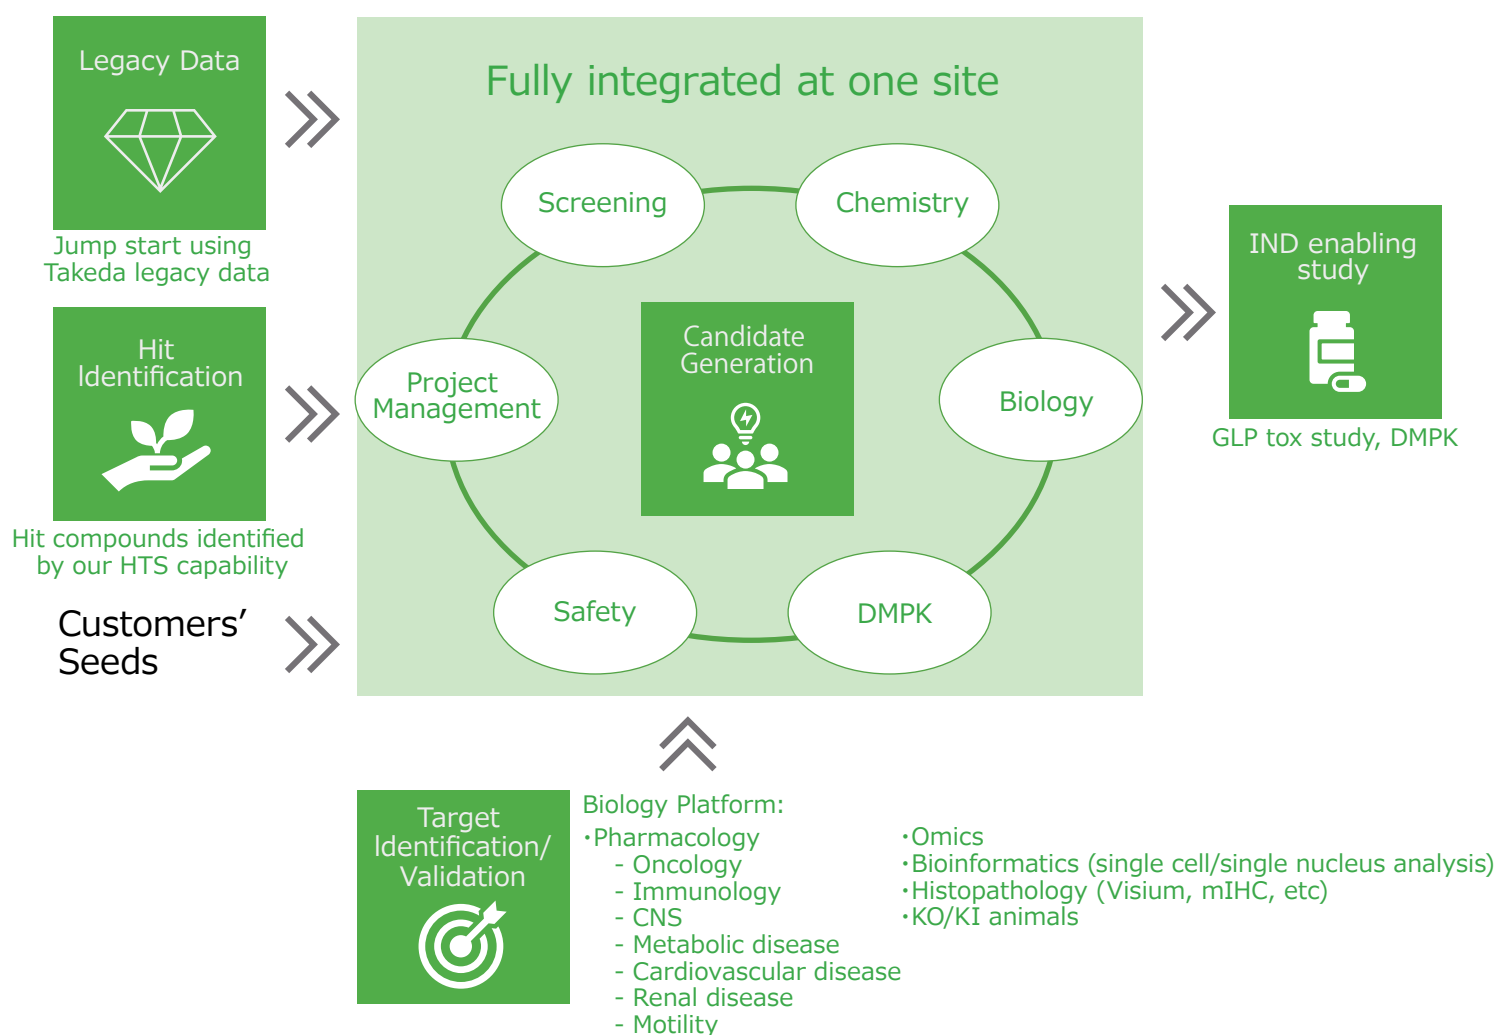 Legacy Data
Jump start using
Takeda legacy data
Hit
Identification
Hit compounds identified
by our HTS capability
Customers’
Seeds
Fully integrated at one site
Screening
Chemistry
Project
Management
Candidate
Generation
Biology
Safety
DMPK
IND enabling
study
GLP tox study, DMPK
Target
Identification/
Validation
Biology Platform:
・Pharmacology
- Oncology
- Immunology
- CNS
- Metabolic disease
- Cardiovascular disease
- Renal disease
- Motility
・Omics
・Bioinformatics (single cell/single nucleus analysis)
・Histopathology (Visium, mIHC, etc)
・KO/KI animals